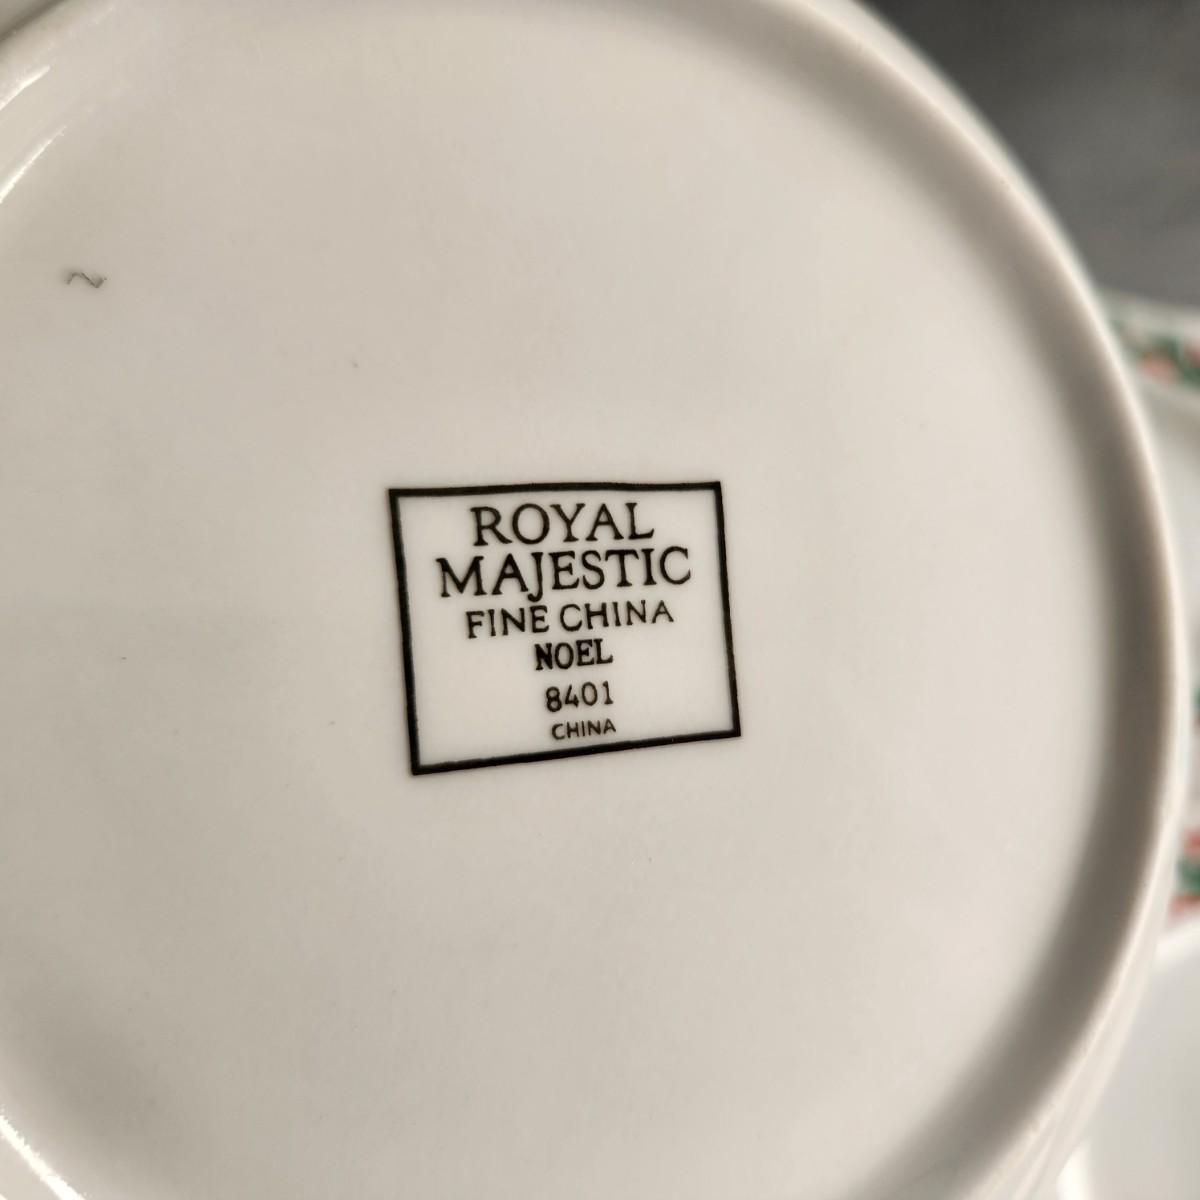 ROYAL
MAJESTIC
FINE CHINA
NOEL
8401
CHINA